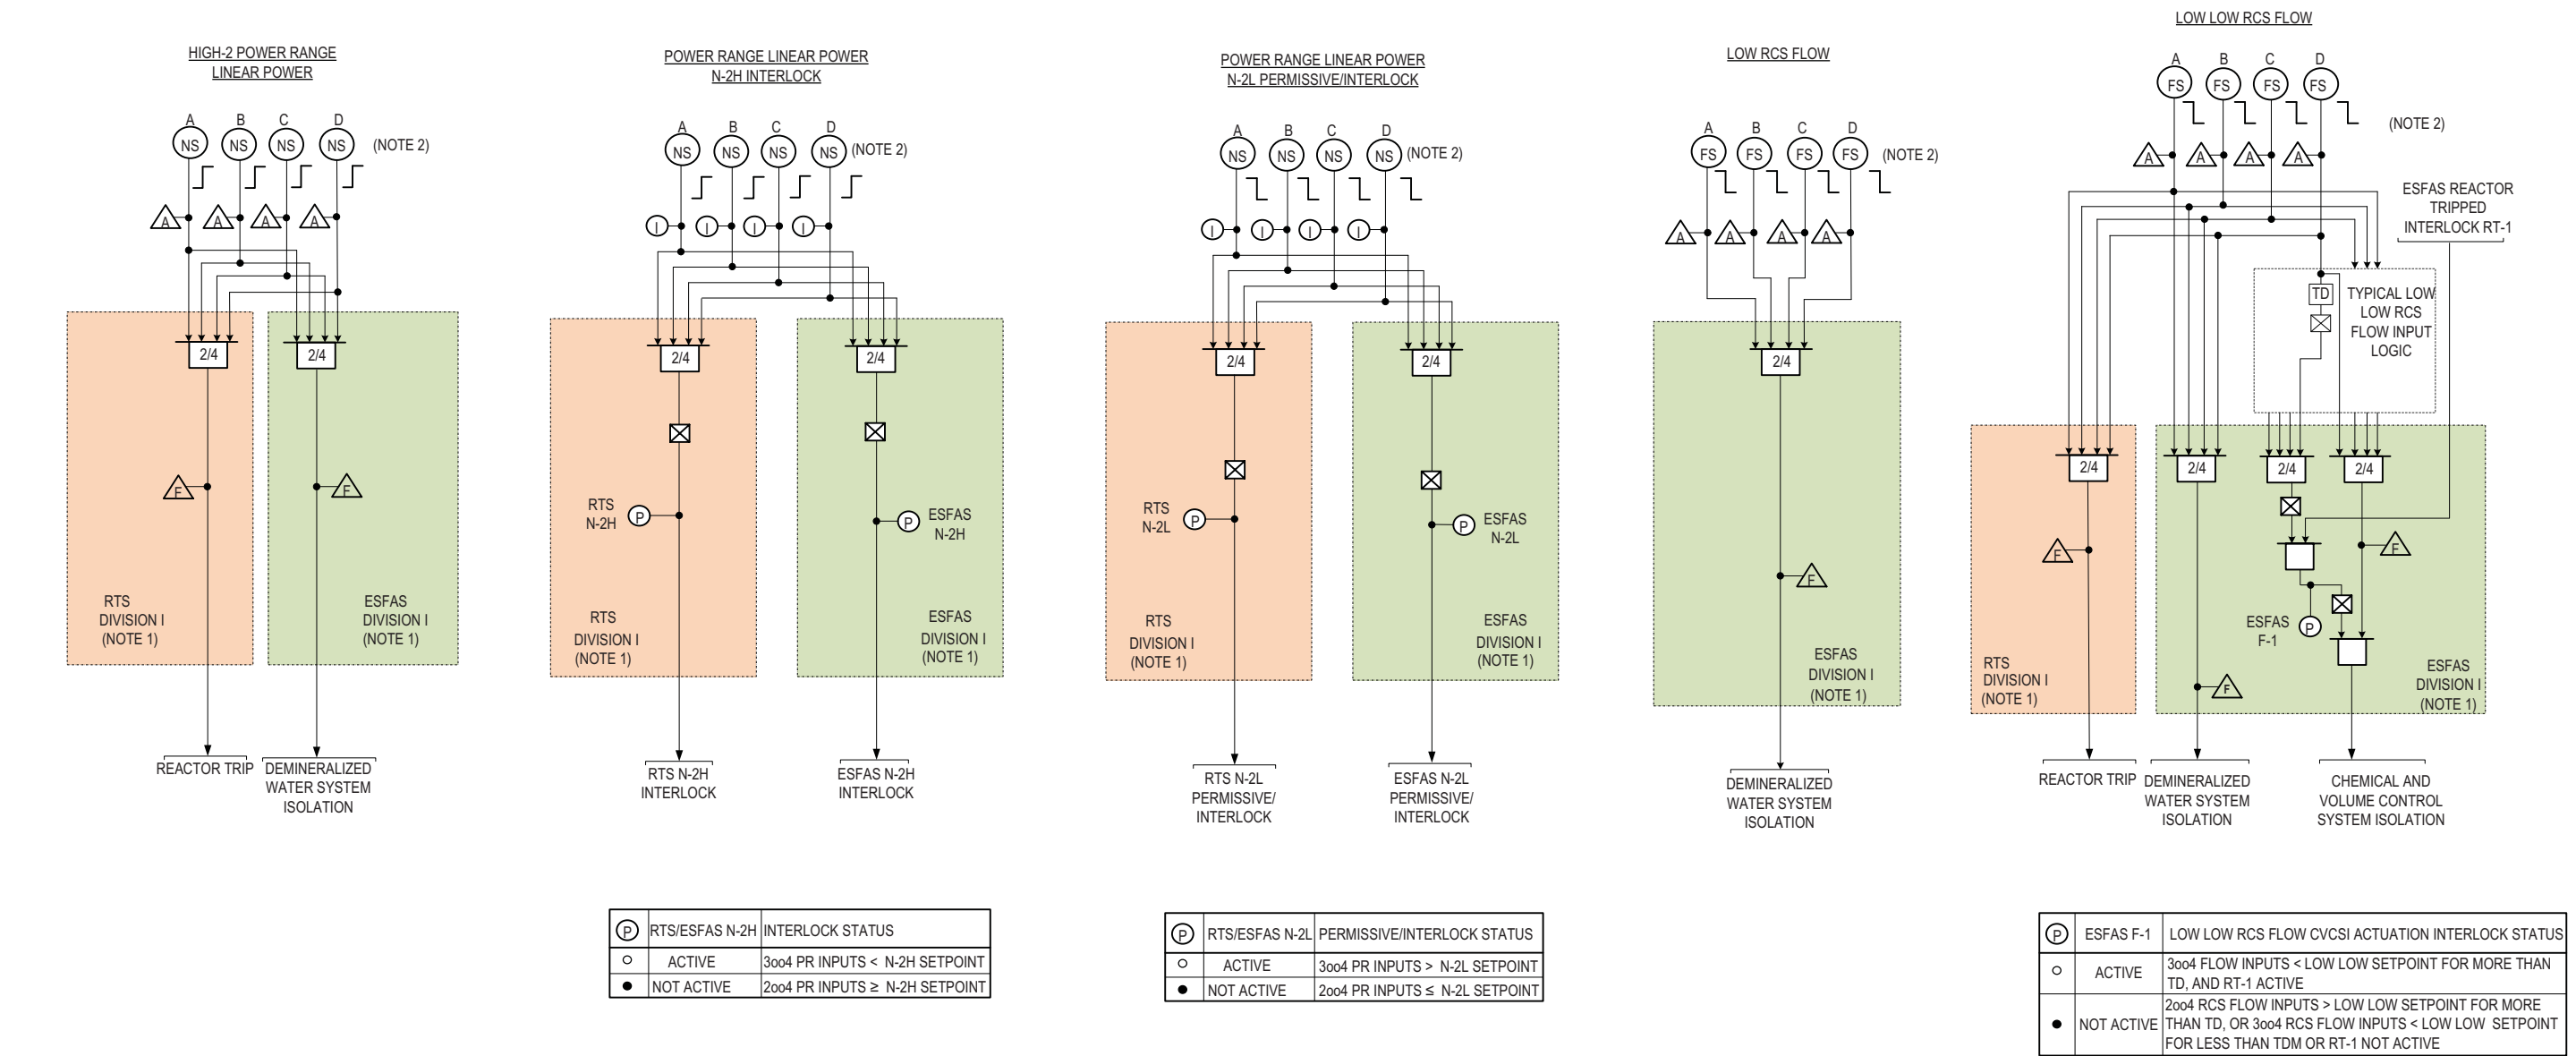 HIGH-2 POWER RANGE
LINEAR POWER
A B C D
NS NS NS NS (NOTE 2)
A A A A
2/4 2/4
F F
RTS
DIVISION I
(NOTE 1)
ESFAS
DIVISION I
(NOTE 1)
REACTOR TRIP
DEMINERALIZED
WATER SYSTEM
ISOLATION
POWER RANGE LINEAR POWER
N-2H INTERLOCK
A B C D
NS NS NS NS (NOTE 2)
I I I I
2/4 2/4
RTS
N-2H
P
P
ESFAS
N-2H
RTS
DIVISION I
(NOTE 1)
ESFAS
DIVISION I
(NOTE 1)
RTS N-2H
INTERLOCK
ESFAS N-2H
INTERLOCK
P RTS/ESFAS N-2H INTERLOCK STATUS
ACTIVE 3oo4 PR INPUTS < N-2H SETPOINT
NOT ACTIVE 2oo4 PR INPUTS ≥ N-2H SETPOINT
POWER RANGE LINEAR POWER
N-2L PERMISSIVE/INTERLOCK
A B C D
NS NS NS NS (NOTE 2)
I I I I
2/4 2/4
RTS
N-2L
P
P
ESFAS
N-2L
RTS
DIVISION I
(NOTE 1)
ESFAS
DIVISION I
(NOTE 1)
RTS N-2L
PERMISSIVE/
INTERLOCK
ESFAS N-2L
PERMISSIVE/
INTERLOCK
P RTS/ESFAS N-2L PERMISSIVE/INTERLOCK STATUS
ACTIVE 3oo4 PR INPUTS > N-2L SETPOINT
NOT ACTIVE 2oo4 PR INPUTS ≤ N-2L SETPOINT
LOW RCS FLOW
A B C D
FS FS FS FS (NOTE 2)
A A A A
2/4
F
ESFAS
DIVISION I
(NOTE 1)
DEMINERALIZED
WATER SYSTEM
ISOLATION
LOW LOW RCS FLOW
A B C D
FS FS FS FS
(NOTE 2)
A A A A
ESFAS REACTOR
TRIPPED
INTERLOCK RT-1
TD
TYPICAL LOW
LOW RCS
FLOW INPUT
LOGIC
2/4 2/4 2/4 2/4
F F
ESFAS
F-1
P
F
RTS
DIVISION I
(NOTE 1)
ESFAS
DIVISION I
(NOTE 1)
REACTOR TRIP
DEMINERALIZED
WATER SYSTEM
ISOLATION
CHEMICAL AND
VOLUME CONTROL
SYSTEM ISOLATION
P ESFAS F-1 LOW LOW RCS FLOW CVCSI ACTUATION INTERLOCK STATUS
ACTIVE 3oo4 FLOW INPUTS < LOW LOW SETPOINT FOR MORE THAN
TD, AND RT-1 ACTIVE
NOT ACTIVE 2oo4 RCS FLOW INPUTS > LOW LOW SETPOINT FOR MORE
THAN TD, OR 3oo4 RCS FLOW INPUTS < LOW LOW SETPOINT
FOR LESS THAN TDM OR RT-1 NOT ACTIVE